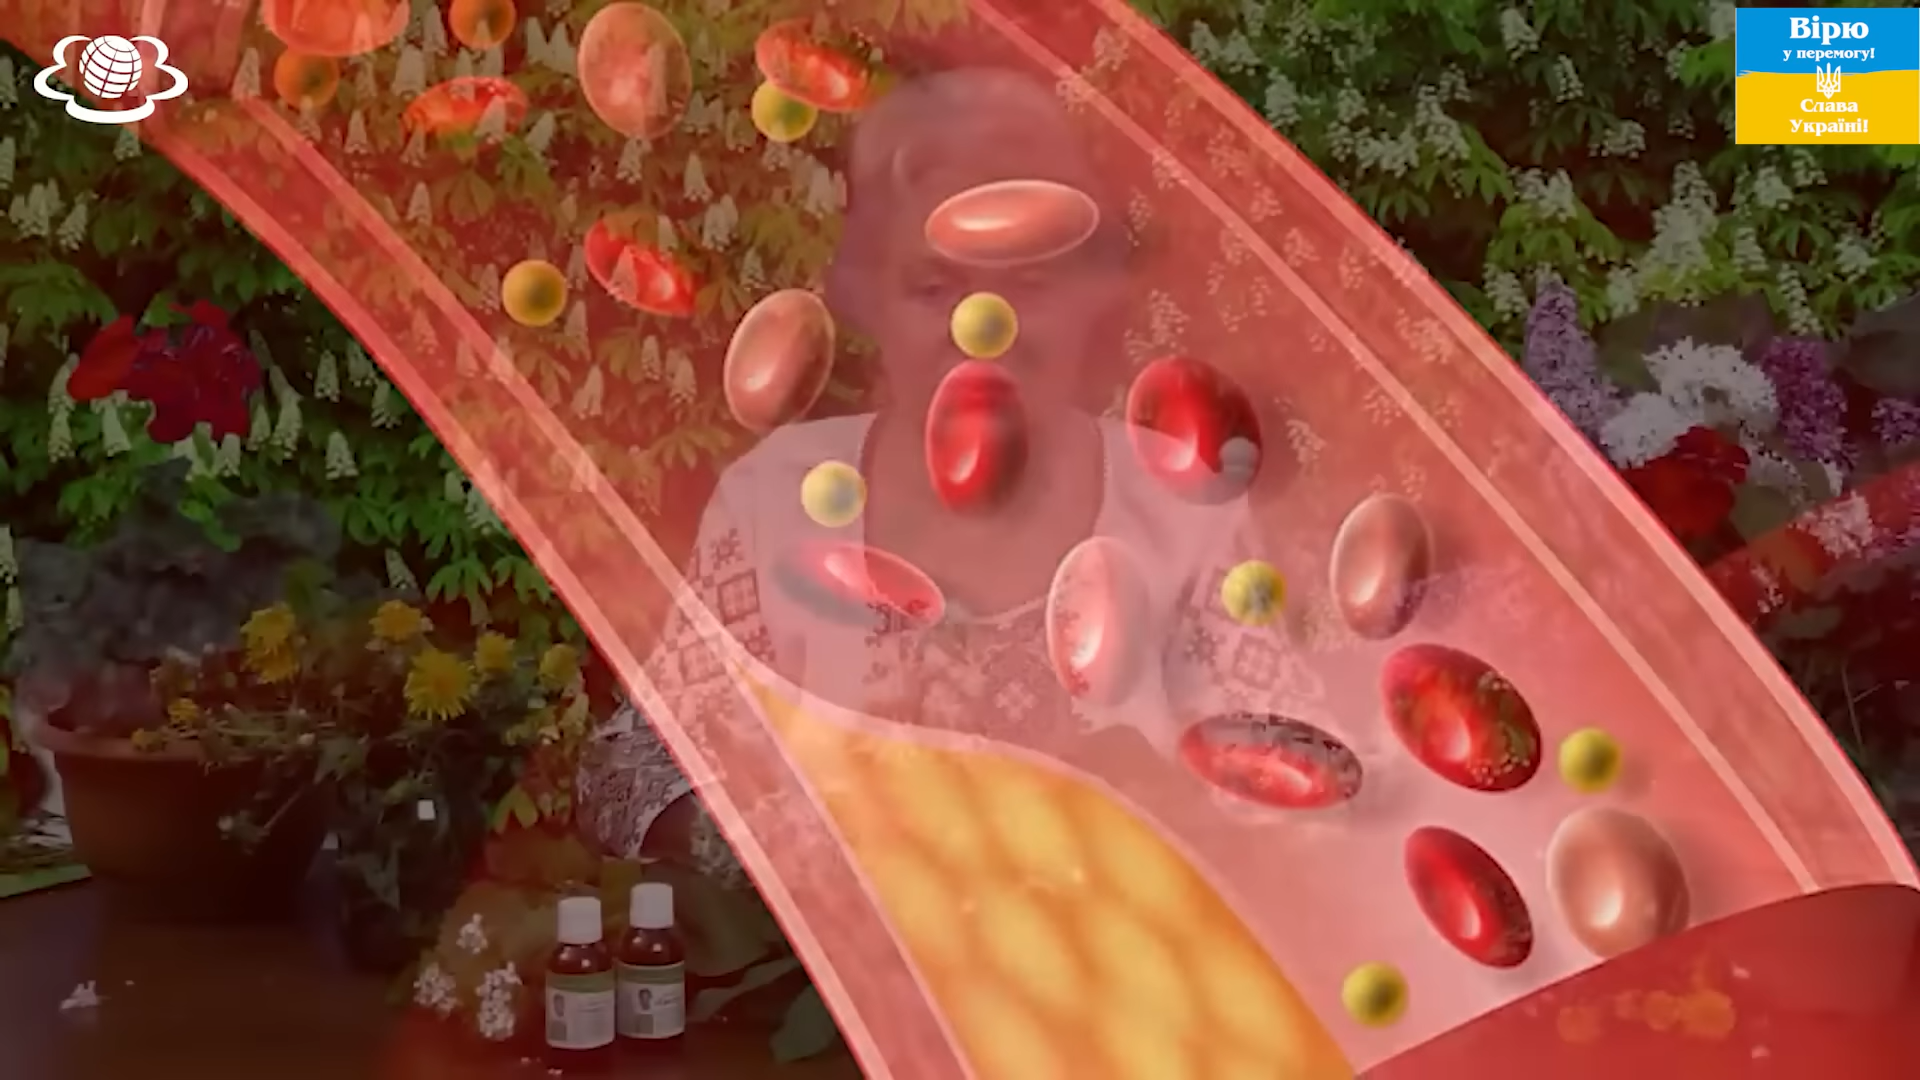 Вірю
у перемогу!
Слава
Україні!